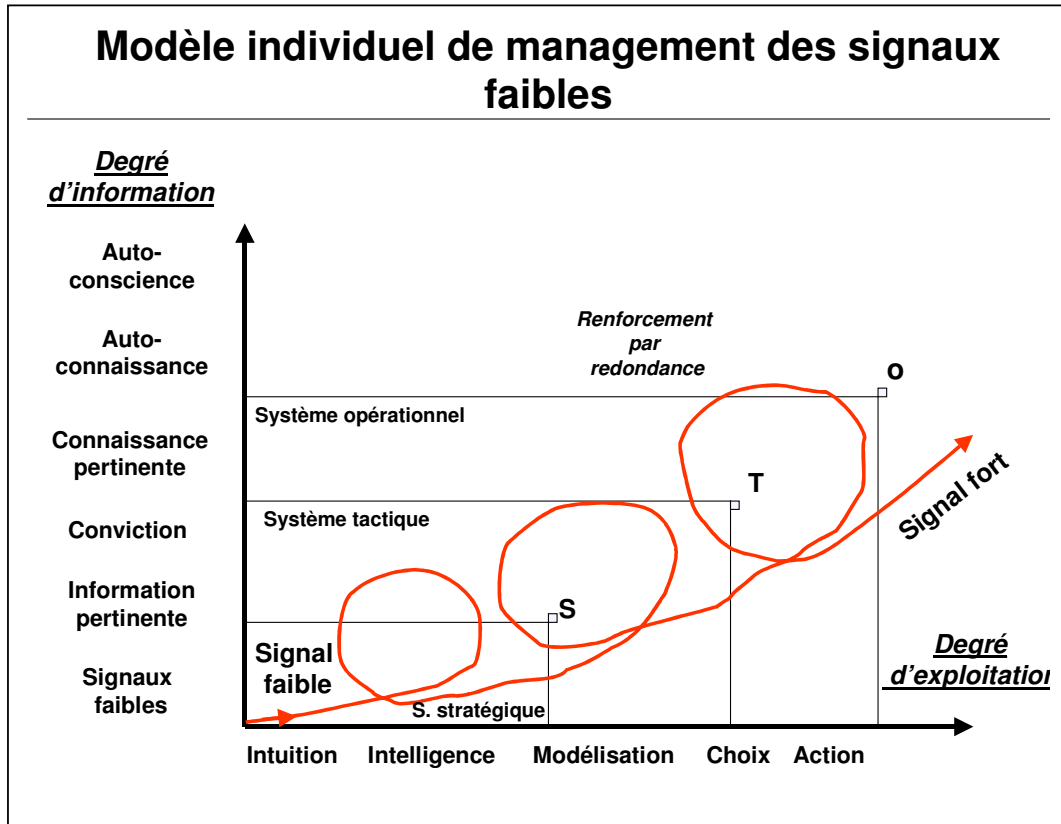 Modèle individuel de management des signaux
faibles
Degré
d'information
Auto-
conscience
Auto-
connaissance
Connaissance
pertinente
Conviction
Information
pertinente
Signaux
faibles
Renforcement
par
redondance
O
Système opérationnel
T
Système tactique
Signal fort
S
Signal
faible
S. stratégique
Degré
d'exploitation
Intuition Intelligence Modélisation Choix Action